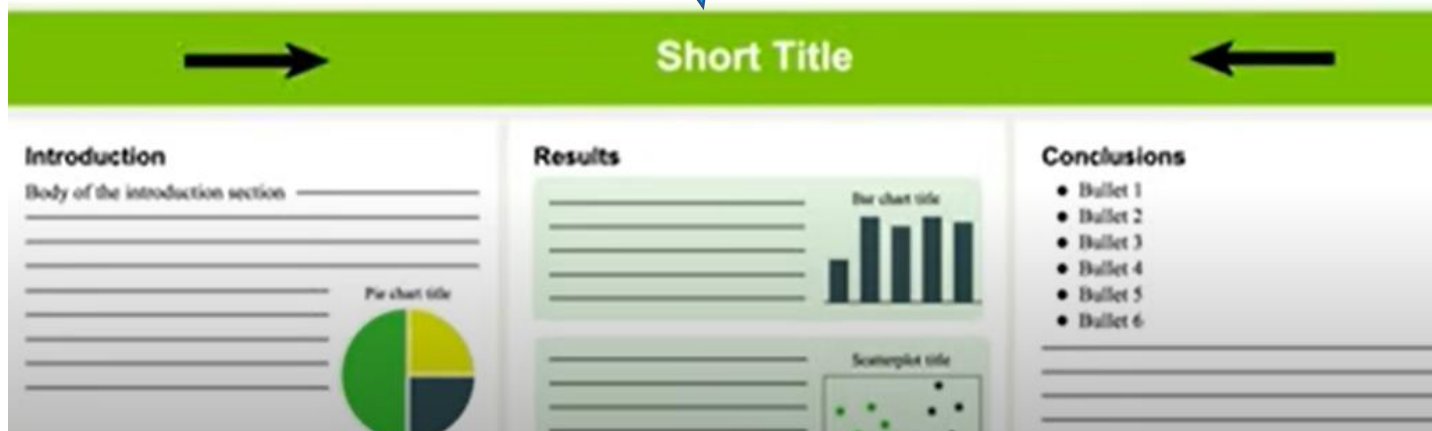 Short Title
Introduction
Body of the introduction section
Pie chart title
Results
Bar chart title
Scatterplot title
Conclusions
• Bullet 1
• Bullet 2
• Bullet 3
• Bullet 4
• Bullet 5
• Bullet 6